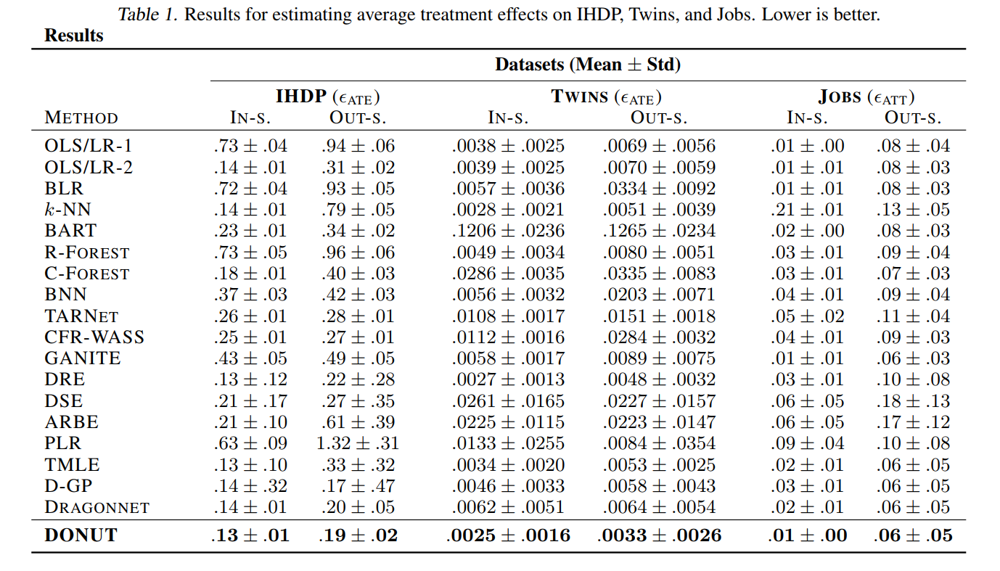 Table 1. Results for estimating average treatment effects on IHDP, Twins, and Jobs. Lower is better.
Results
Datasets (Mean ± Std)
IHDP (ϵATE) TWINS (ϵATE) JOBS (ϵATT)
METHOD IN-S. OUT-S. IN-S. OUT-S. IN-S. OUT-S.
OLS/LR-1 .73 ± .04 .94 ± .06 .0038 ± .0025 .0069 ± .0056 .01 ± .00 .08 ± .04
OLS/LR-2 .14 ± .01 .31 ± .02 .0039 ± .0025 .0070 ± .0059 .01 ± .01 .08 ± .03
BLR .72 ± .04 .93 ± .05 .0057 ± .0036 .0334 ± .0092 .01 ± .01 .08 ± .03
k-NN .14 ± .01 .79 ± .05 .0028 ± .0021 .0051 ± .0039 .21 ± .01 .13 ± .05
BART .23 ± .01 .34 ± .02 .1206 ± .0236 .1265 ± .0234 .02 ± .00 .08 ± .03
R-FOREST .73 ± .05 .96 ± .06 .0049 ± .0034 .0080 ± .0051 .03 ± .01 .09 ± .04
C-FOREST .18 ± .01 .40 ± .03 .0286 ± .0035 .0335 ± .0083 .03 ± .01 .07 ± .03
BNN .37 ± .03 .42 ± .03 .0056 ± .0032 .0203 ± .0071 .04 ± .01 .09 ± .04
TARNET .26 ± .01 .28 ± .01 .0108 ± .0017 .0151 ± .0018 .05 ± .02 .11 ± .04
CFR-WASS .25 ± .01 .27 ± .01 .0112 ± .0016 .0284 ± .0032 .04 ± .01 .09 ± .03
GANITE .43 ± .05 .49 ± .05 .0058 ± .0017 .0089 ± .0075 .01 ± .01 .06 ± .03
DRE .13 ± .12 .22 ± .28 .0027 ± .0013 .0048 ± .0032 .03 ± .01 .10 ± .08
DSE .21 ± .17 .27 ± .35 .0261 ± .0165 .0227 ± .0157 .06 ± .05 .18 ± .13
ARBE .21 ± .10 .61 ± .39 .0225 ± .0115 .0223 ± .0147 .06 ± .05 .17 ± .12
PLR .63 ± .09 1.32 ± .31 .0133 ± .0255 .0084 ± .0354 .09 ± .04 .10 ± .08
TMLE .13 ± .10 .33 ± .32 .0034 ± .0020 .0053 ± .0025 .02 ± .01 .06 ± .05
D-GP .14 ± .32 .17 ± .47 .0046 ± .0033 .0058 ± .0043 .03 ± .01 .06 ± .05
DRAGONNET .14 ± .01 .20 ± .05 .0062 ± .0051 .0064 ± .0054 .02 ± .01 .06 ± .05
DONUT .13 ± .01 .19 ± .02 .0025 ± .0016 .0033 ± .0026 .01 ± .00 .06 ± .05